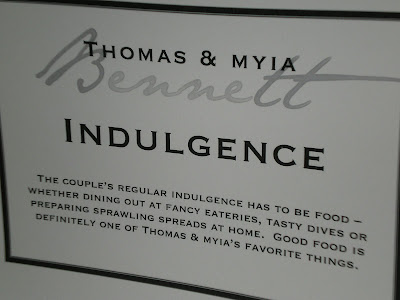 THOMAS & MYIA
Bennett
INDULGENCE
THE COUPLE'S REGULAR INDULGENCE HAS TO BE FOOD –
WHETHER DINING OUT AT FANCY EATERIES, TASTY DIVES OR
PREPARING SPRAWLING SPREADS AT HOME. GOOD FOOD IS
DEFINITELY ONE OF THOMAS & MYIA'S FAVORITE THINGS.